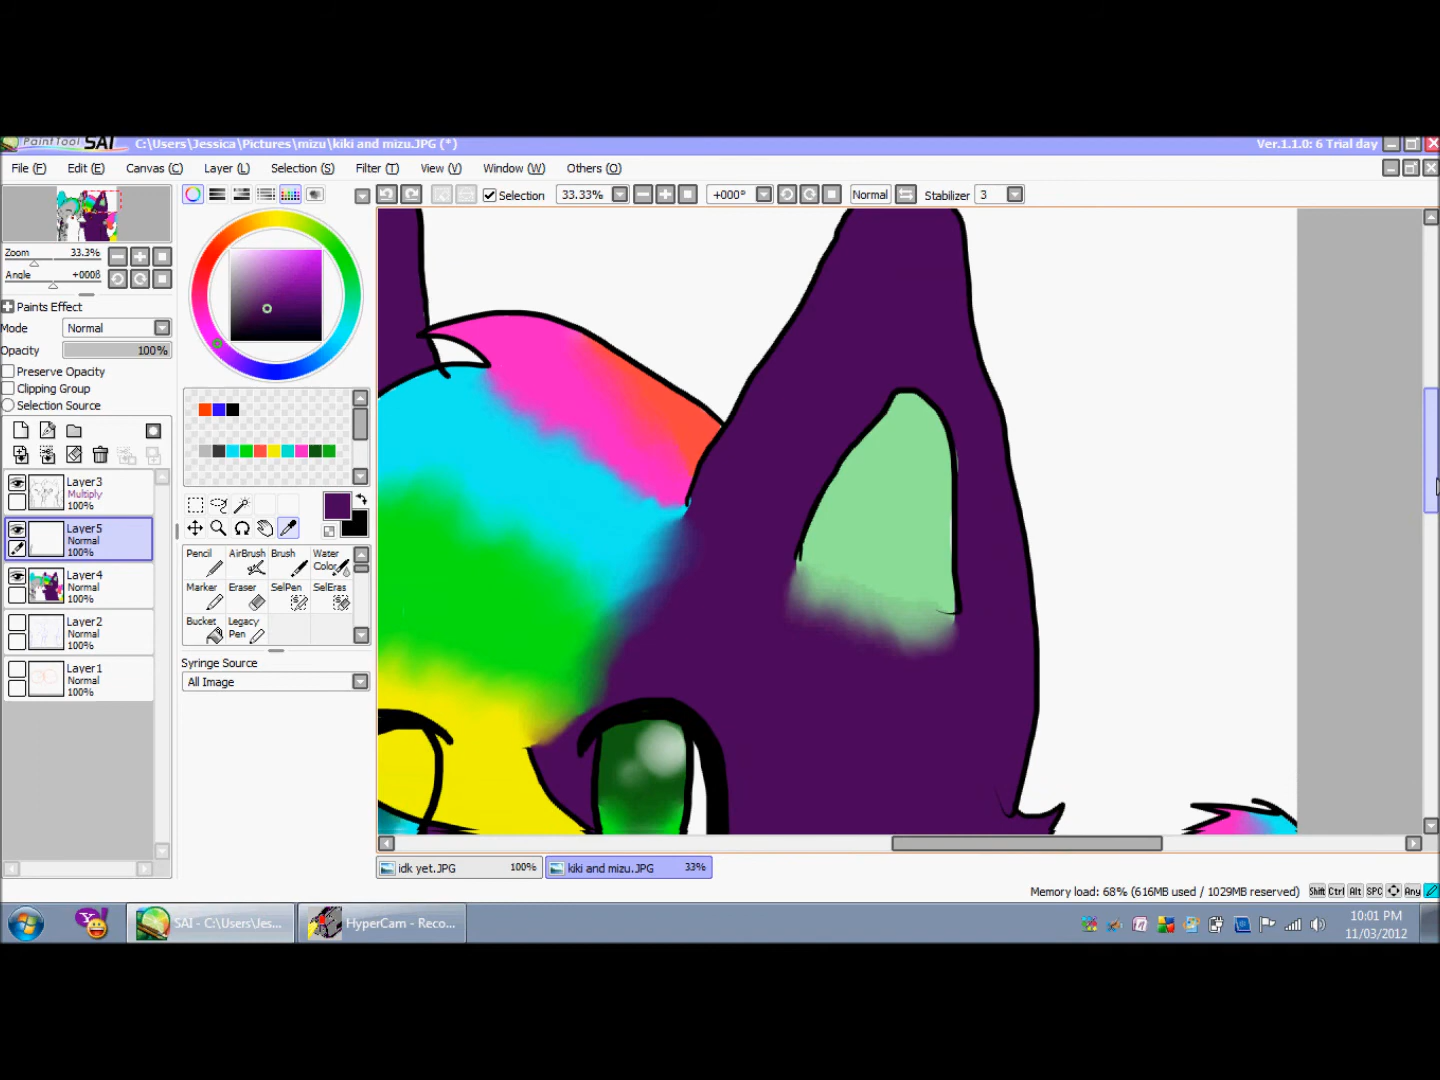 PaintTool SAI C:\Users\Jessica\Pictures\mizu\kiki and mizu.JPG (*) Ver.1.1.0: 6 Trial day
File (F) Edit (E) Canvas (C) Layer (L) Selection (S) Filter (T) View (V) Window (W) Others (O)
Selection 33.33% +000° Normal Stabilizer 3
Zoom 33.3%
Angle +000ß
Paints Effect
Mode Normal
Opacity 100%
Preserve Opacity
Clipping Group
Selection Source
Layer3
Multiply
100%
Layer5
Normal
100%
Layer4
Normal
100%
Layer2
Normal
100%
Layer1
Normal
100%
Pencil AirBrush Brush Water Color
Marker Eraser SelPen SelEras
Bucket Legacy Pen
Syringe Source
All Image
idk yet.JPG 100% kiki and mizu.JPG 33%
Memory load: 68% (616MB used / 1029MB reserved) Shift Ctrl Alt SPC Any
SAI - C:\Users\Jes... HyperCam - Reco...
10:01 PM
11/03/2012